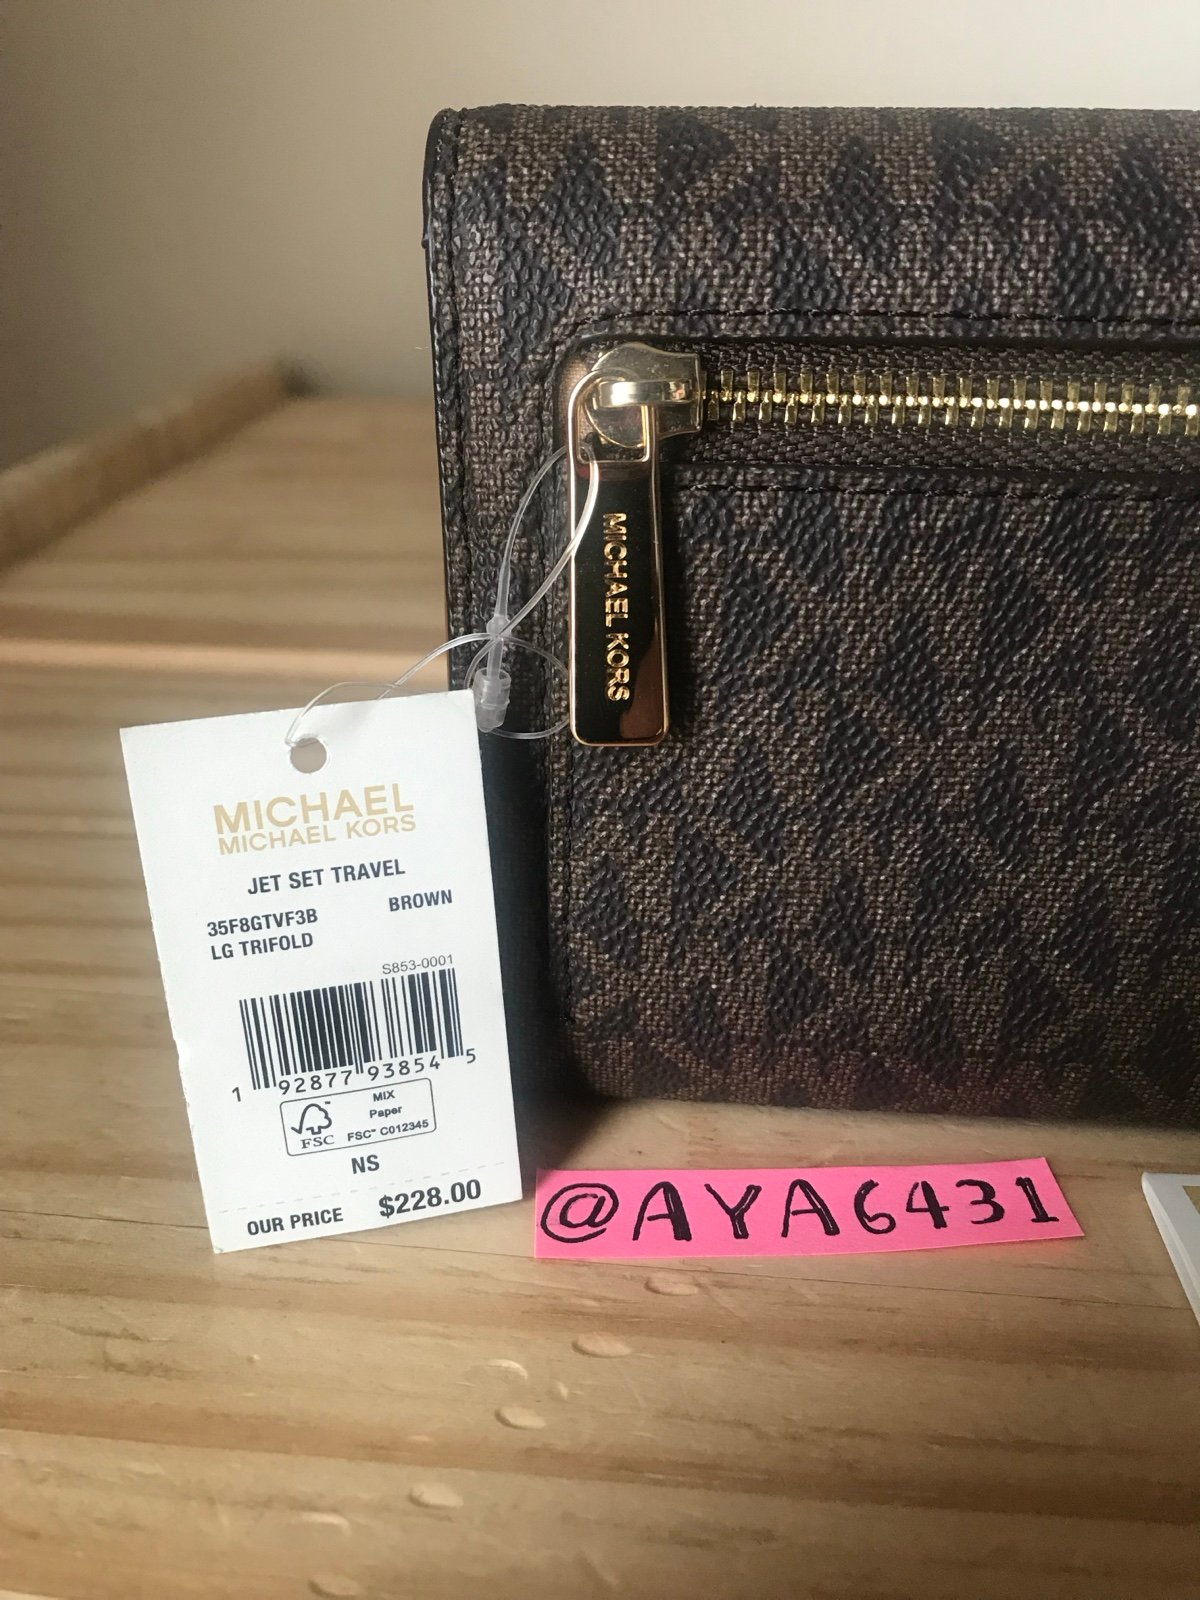 MICHAEL KORS
MICHAEL
MICHAEL KORS
JET SET TRAVEL
35F8GTVF3B BROWN
LG TRIFOLD
S853-0001
1 92877 93854 5
MIX
Paper
FSC™ C012345
FSC
NS
OUR PRICE $228.00
@AYA6431